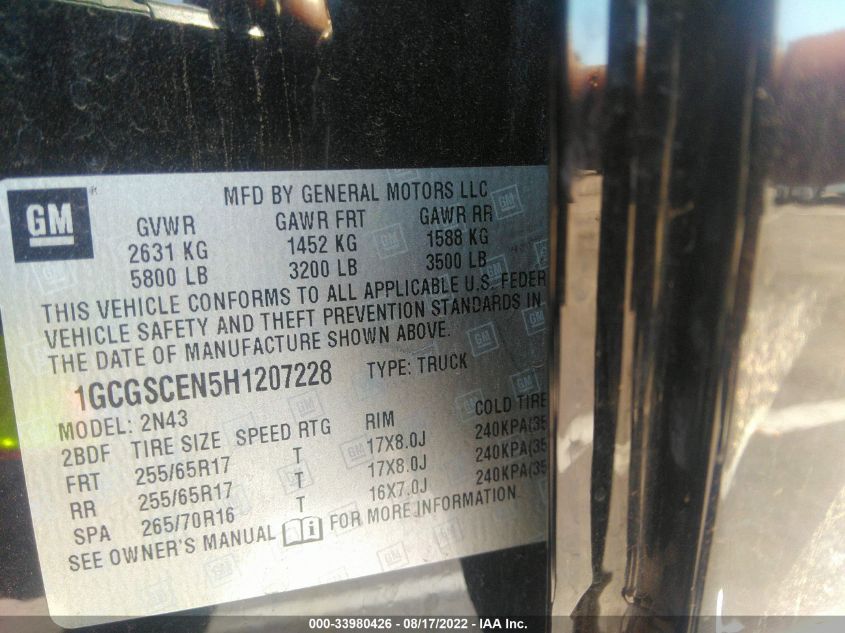 GM
MFD BY GENERAL MOTORS LLC
GVWR GAWR FRT GAWR RR
2631 KG 1452 KG 1588 KG
5800 LB 3200 LB 3500 LB
THIS VEHICLE CONFORMS TO ALL APPLICABLE U.S. FEDER
VEHICLE SAFETY AND THEFT PREVENTION STANDARDS IN
THE DATE OF MANUFACTURE SHOWN ABOVE.
1GCGSCEN5H1207228 TYPE: TRUCK
MODEL: 2N43
2BDF TIRE SIZE SPEED RTG RIM COLD TIRE
FRT 255/65R17 T 17X8.0J 240KPA(35
RR 255/65R17 T 17X8.0J 240KPA(35
SPA 265/70R16 T 16X7.0J 240KPA(35
SEE OWNER'S MANUAL FOR MORE INFORMATION
000-33980426 - 08/17/2022 - IAA Inc.